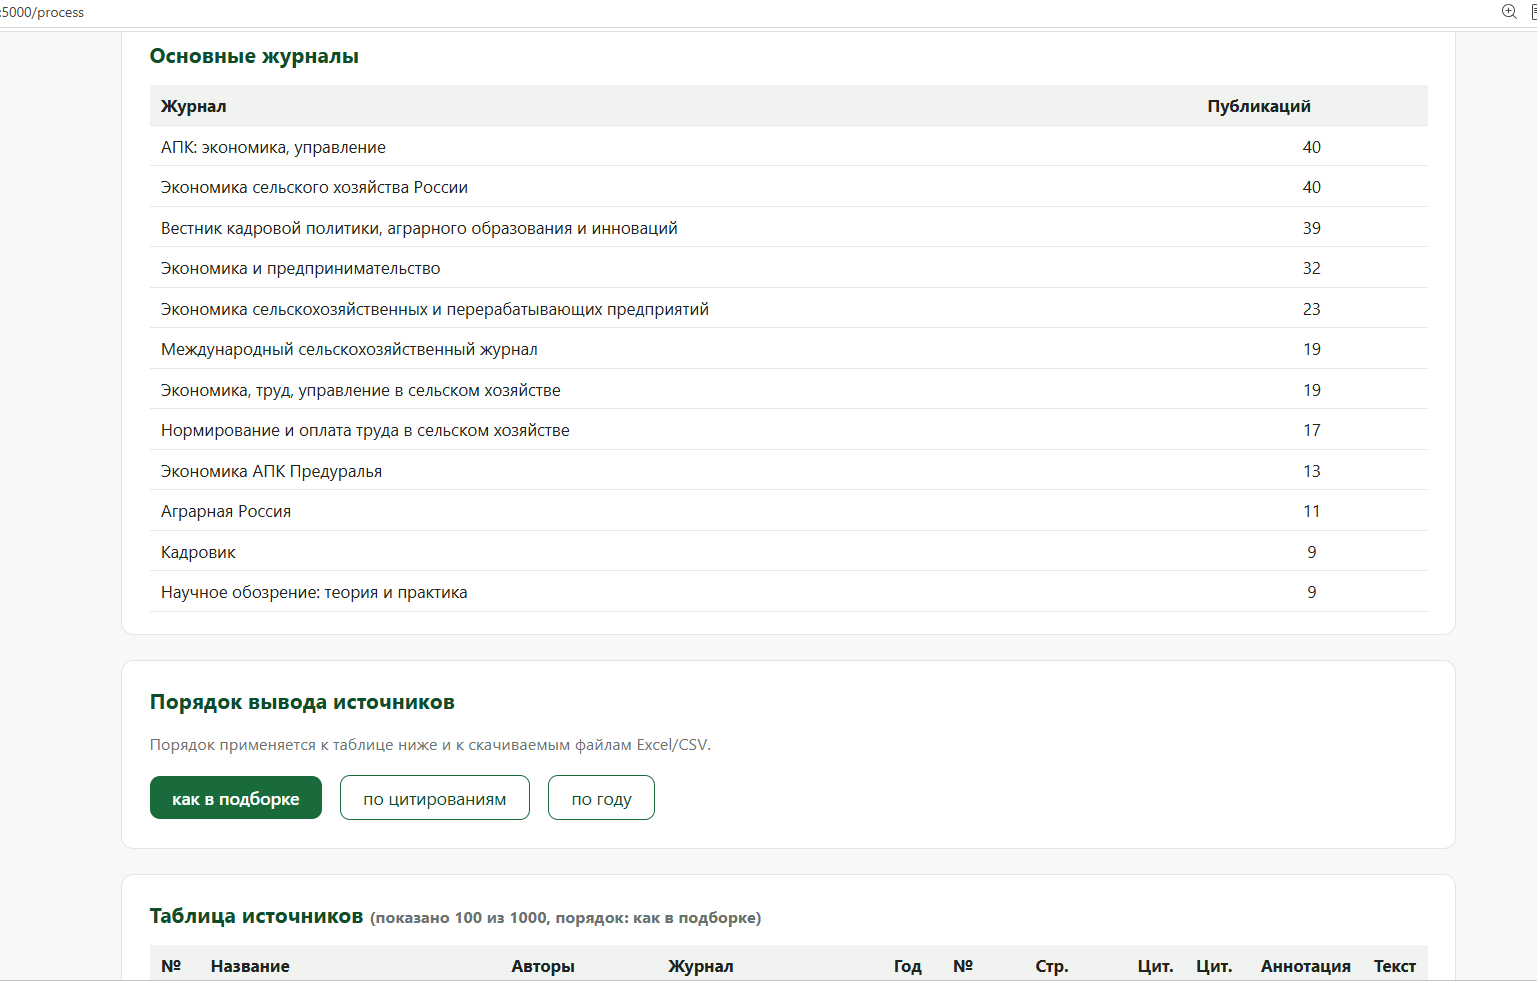 :5000/process
Основные журналы
Журнал Публикаций
АПК: экономика, управление 40
Экономика сельского хозяйства России 40
Вестник кадровой политики, аграрного образования и инноваций 39
Экономика и предпринимательство 32
Экономика сельскохозяйственных и перерабатывающих предприятий 23
Международный сельскохозяйственный журнал 19
Экономика, труд, управление в сельском хозяйстве 19
Нормирование и оплата труда в сельском хозяйстве 17
Экономика АПК Предуралья 13
Аграрная Россия 11
Кадровик 9
Научное обозрение: теория и практика 9
Порядок вывода источников
Порядок применяется к таблице ниже и к скачиваемым файлам Excel/CSV.
как в подборке по цитированиям по году
Таблица источников (показано 100 из 1000, порядок: как в подборке)
№ Название Авторы Журнал Год № Стр. Цит. Цит. Аннотация Текст